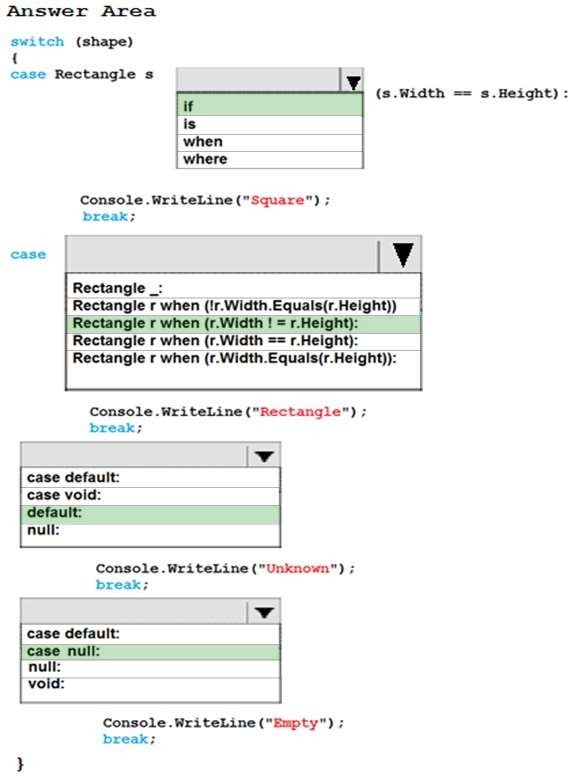 Answer Area
switch (shape)
{
case Rectangle s
(s.Width == s.Height):
if
is
when
where
Console.WriteLine("Square");
break;
case
Rectangle _:
Rectangle r when (!r.Width.Equals(r.Height))
Rectangle r when (r.Width ! = r.Height):
Rectangle r when (r.Width == r.Height):
Rectangle r when (r.Width.Equals(r.Height)):
Console.WriteLine("Rectangle");
break;
case default:
case void:
default:
null:
Console.WriteLine("Unknown");
break;
case default:
case null:
null:
void:
Console.WriteLine("Empty");
break;
}